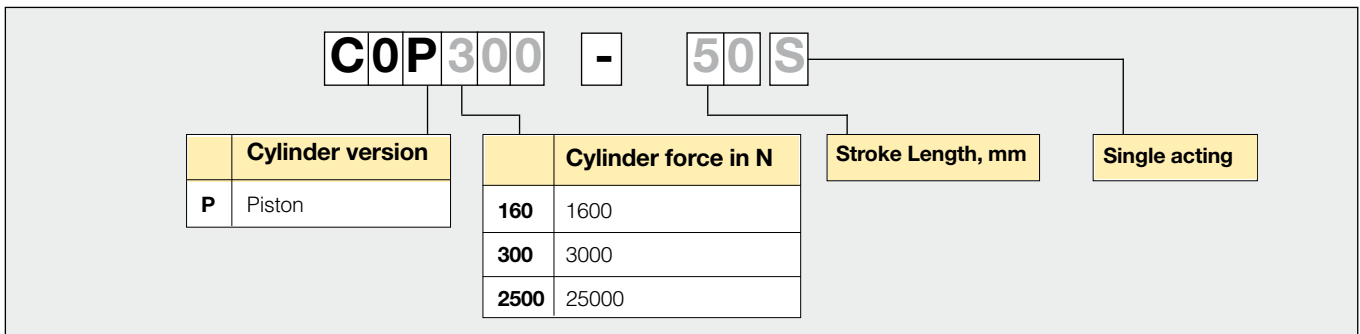 C0P300 - 50S
Cylinder version
P Piston
Cylinder force in N
160 1600
300 3000
2500 25000
Stroke Length, mm
Single acting